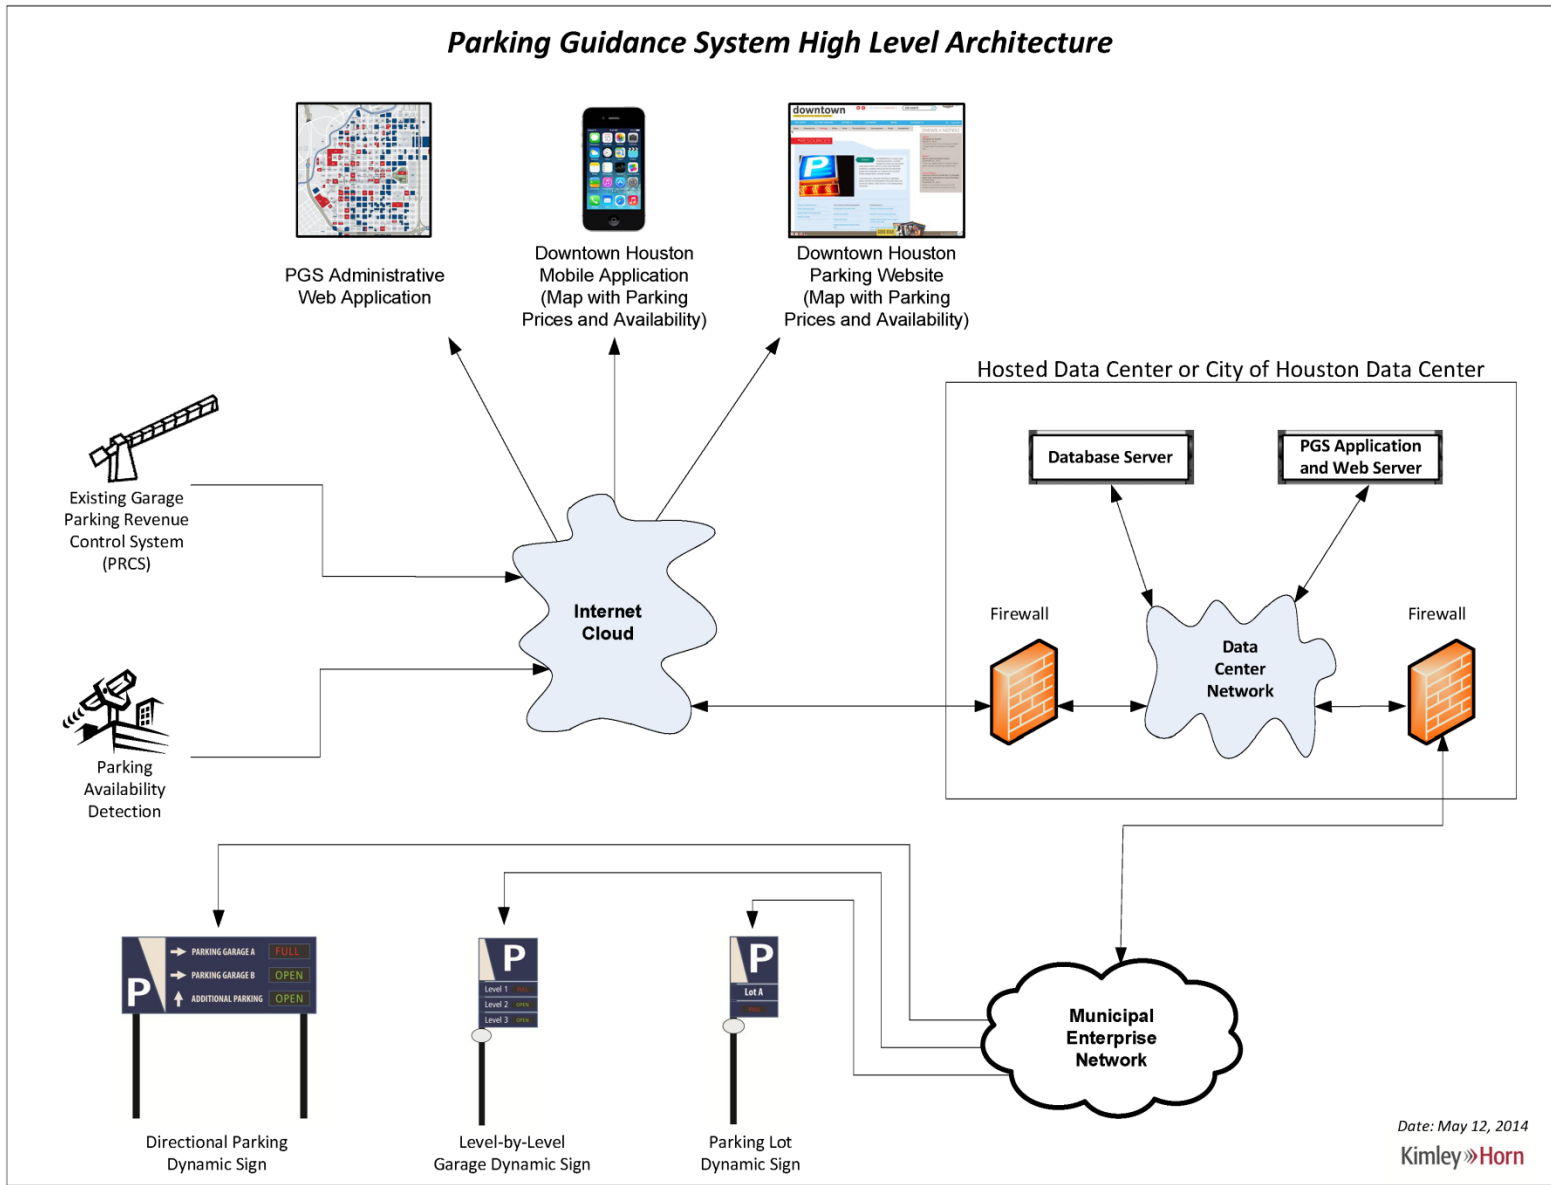 Parking Guidance System High Level Architecture
downtown
RESOURCES
P
PGS Administrative
Web Application
Downtown Houston
Mobile Application
(Map with Parking
Prices and Availability)
Downtown Houston
Parking Website
(Map with Parking
Prices and Availability)
Hosted Data Center or City of Houston Data Center
Database Server
PGS Application
and Web Server
Existing Garage
Parking Revenue
Control System
(PRCS)
Internet
Cloud
Firewall
Data
Center
Network
Firewall
Parking
Availability
Detection
P
PARKING GARAGE A FULL
PARKING GARAGE B OPEN
ADDITIONAL PARKING OPEN
P
Level 1 FULL
Level 2 OPEN
Level 3 OPEN
P
Lot A
FULL
Municipal
Enterprise
Network
Directional Parking
Dynamic Sign
Level-by-Level
Garage Dynamic Sign
Parking Lot
Dynamic Sign
Date: May 12, 2014
Kimley»Horn